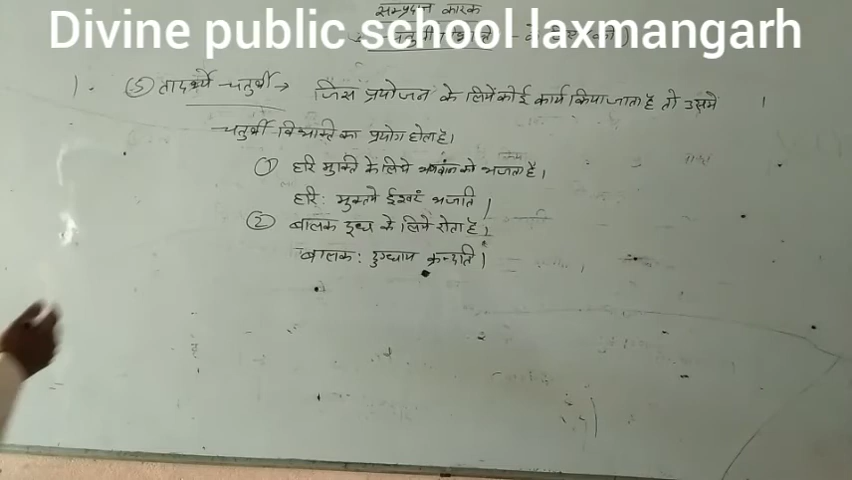 Divine public school laxmangarh
सम्प्रदान कारक
⑤ तादर्थ्ये चतुर्थी → जिस प्रयोजन के लिये कोई कार्य किया जाता है तो उसमे
चतुर्थी विभक्ति का प्रयोग होता है।
① हरि मुक्ति के लिये भगवान को भजता है।
हरि: मुक्तये ईश्वरं भजति।
② बालक दुध के लिये रोता है।
बालक: दुग्धाय क्रन्दति।